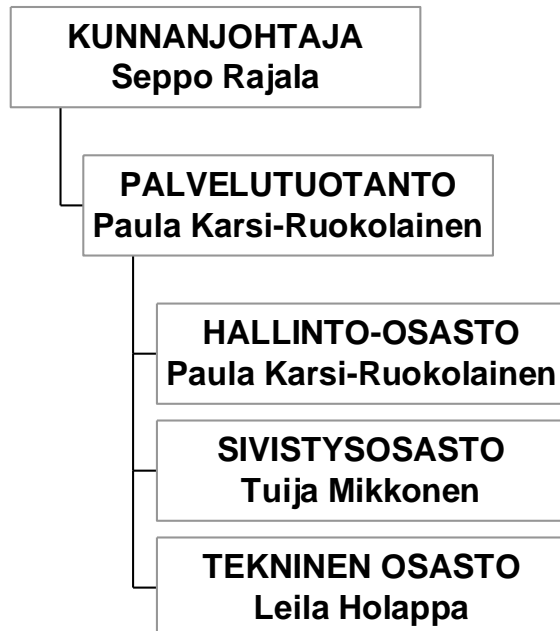 KUNNANJOHTAJA
Seppo Rajala
PALVELUTUOTANTO
Paula Karsi-Ruokolainen
HALLINTO-OSASTO
Paula Karsi-Ruokolainen
SIVISTYSOSASTO
Tuija Mikkonen
TEKNINEN OSASTO
Leila Holappa